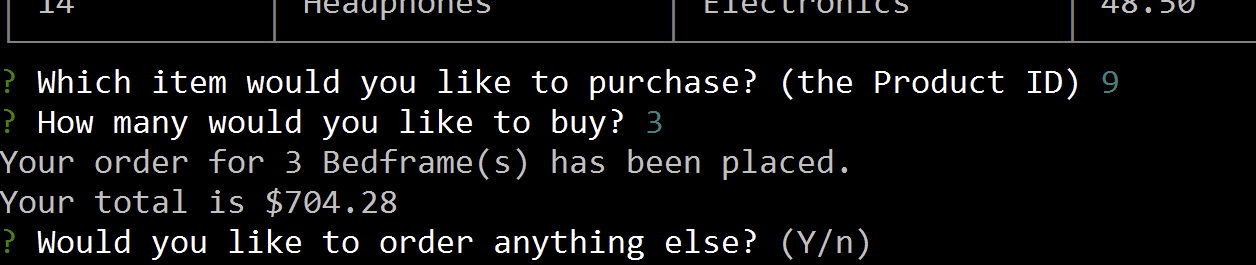 14 Headphones Electronics 48.50
? Which item would you like to purchase? (the Product ID) 9
? How many would you like to buy? 3
Your order for 3 Bedframe(s) has been placed.
Your total is $704.28
? Would you like to order anything else? (Y/n)